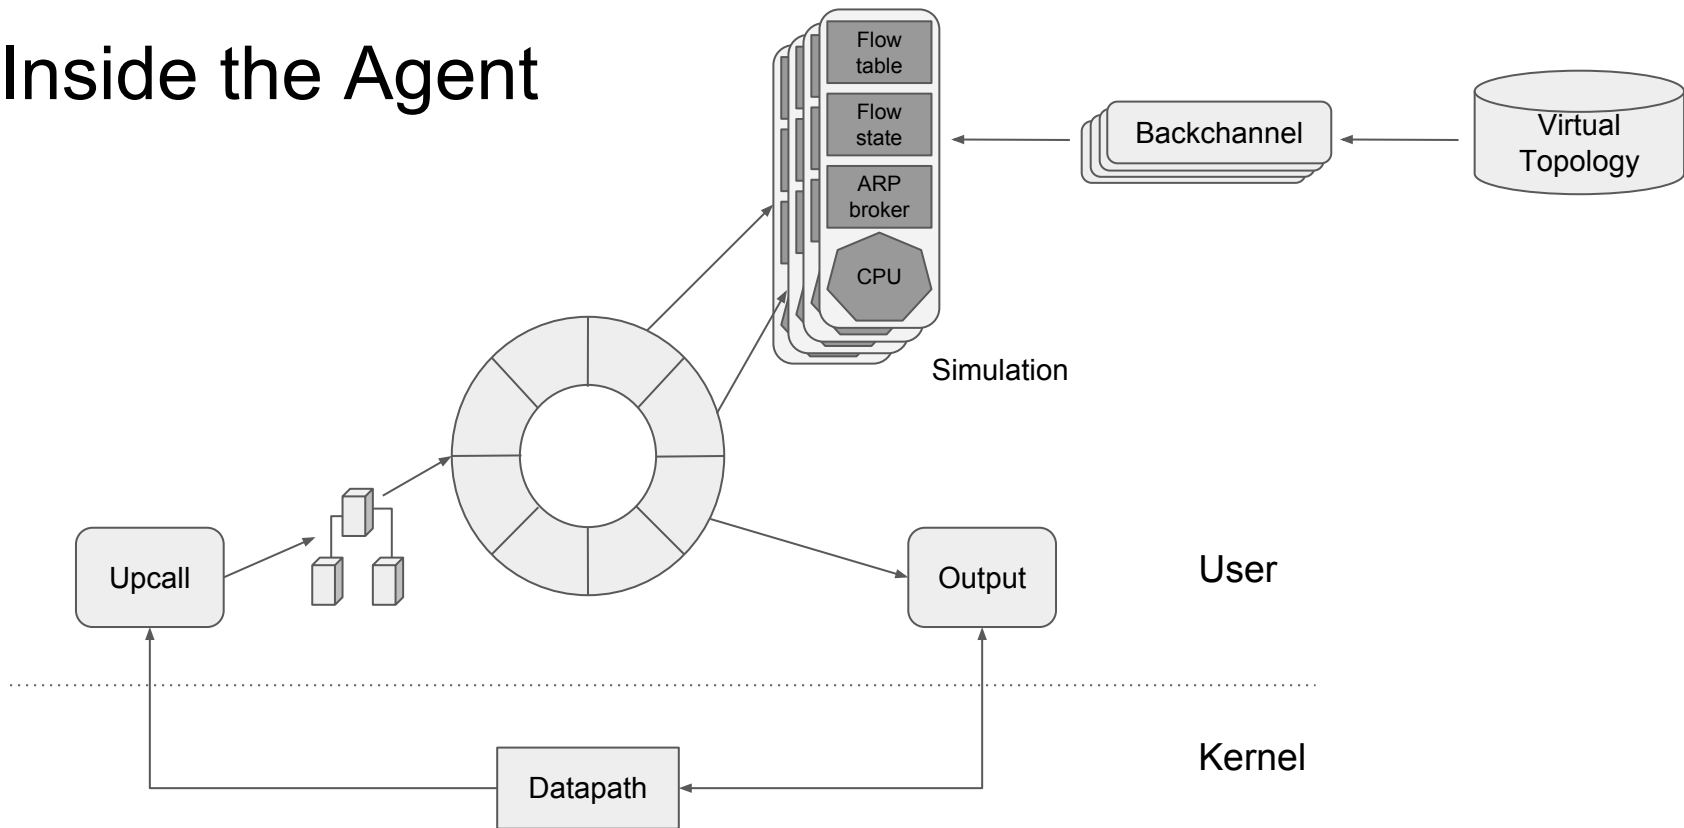 Inside the Agent
Flow
table
Flow
state
ARP
broker
CPU
Backchannel
Virtual
Topology
Simulation
Upcall
Output
User
Datapath
Kernel